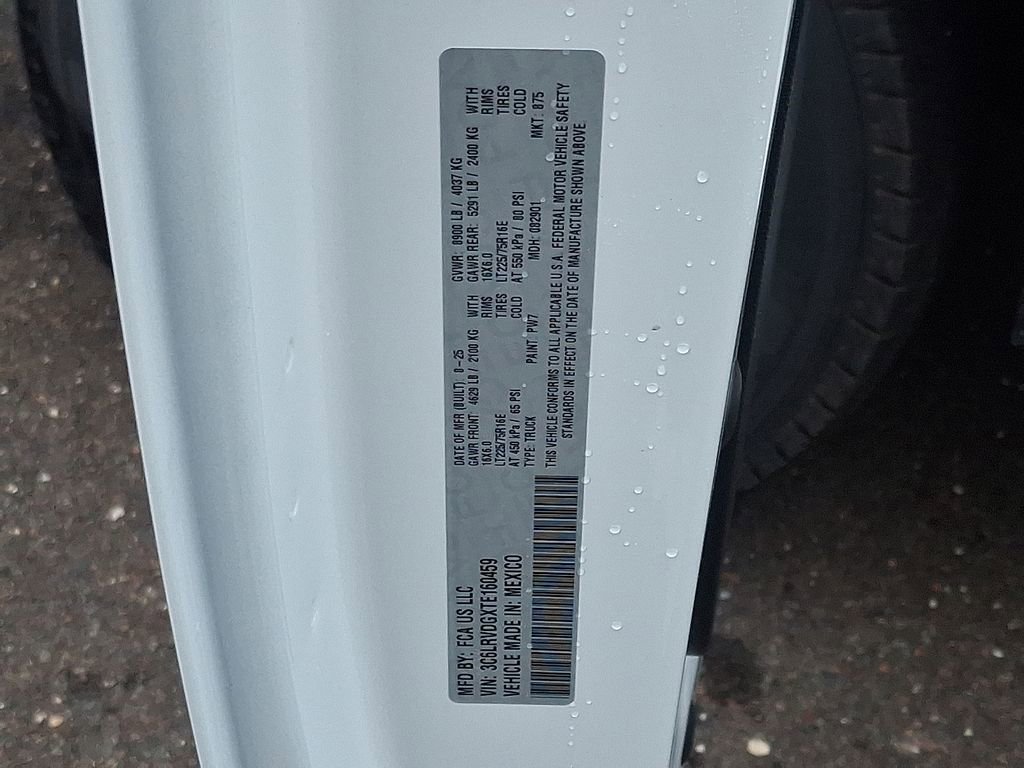 MFD BY: FCA US LLC
DATE OF MFR (BUILT): 8-25
GVWR: 8900 LB / 4037 KG
GAWR FRONT: 4629 LB / 2100 KG WITH
GAWR REAR: 5291 LB / 2400 KG WITH
16X6.0 RIMS
16X6.0 RIMS
LT225/75R16E TIRES
LT225/75R16E TIRES
AT 450 kPa / 65 PSI COLD
AT 550 kPa / 80 PSI COLD
VIN: 3C6LRVDGXTE160459
TYPE: TRUCK PAINT: PW7 MDH: 082901 MKT: 875
VEHICLE MADE IN: MEXICO
THIS VEHICLE CONFORMS TO ALL APPLICABLE U.S.A. FEDERAL MOTOR VEHICLE SAFETY
STANDARDS IN EFFECT ON THE DATE OF MANUFACTURE SHOWN ABOVE.